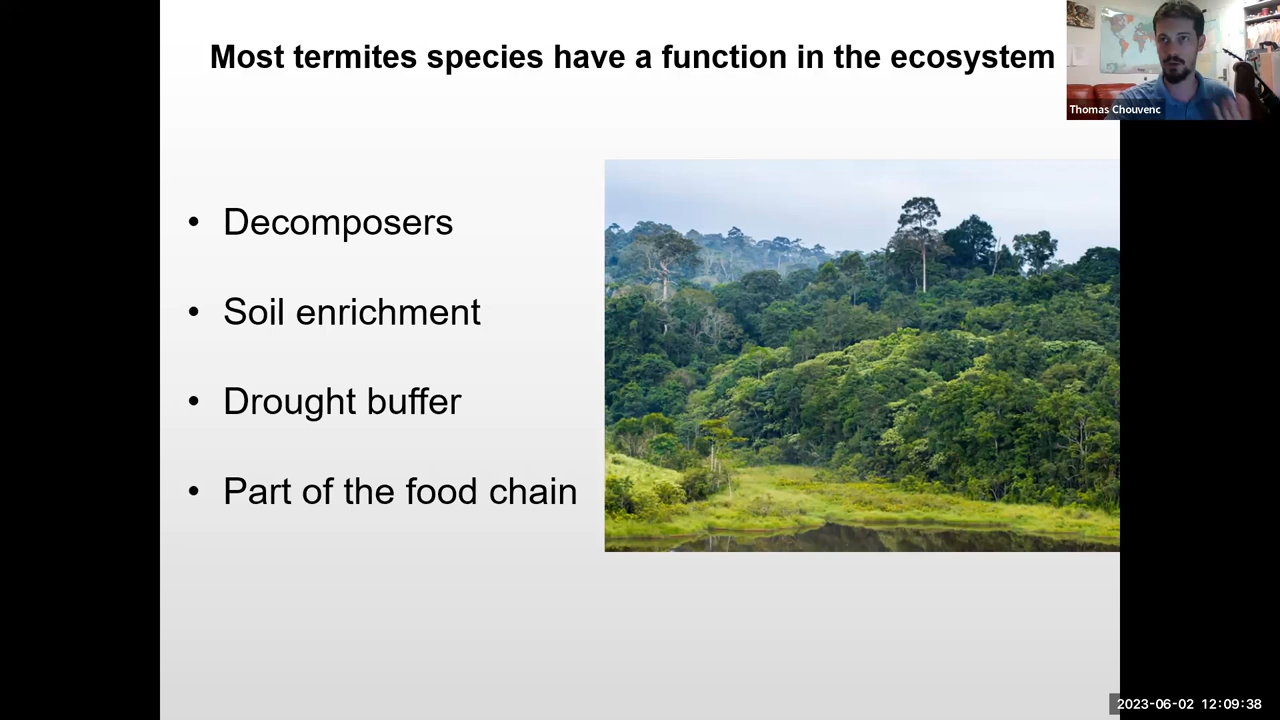 Most termites species have a function in the ecosystem
Thomas Chouvenc
• Decomposers
• Soil enrichment
• Drought buffer
• Part of the food chain
2023-06-02 12:09:38